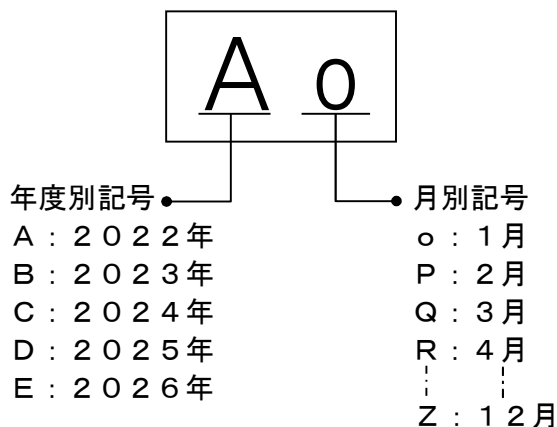 Ａｏ
年度別記号
Ａ：２０２２年
Ｂ：２０２３年
Ｃ：２０２４年
Ｄ：２０２５年
Ｅ：２０２６年
月別記号
ｏ：１月
Ｐ：２月
Ｑ：３月
Ｒ：４月
Ｚ：１２月